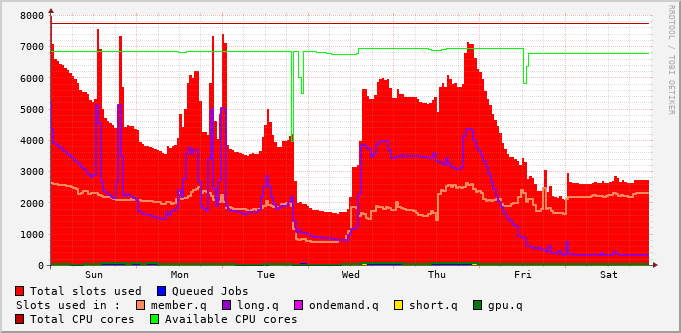 8000
7000
6000
5000
4000
3000
2000
1000
0
Sun Mon Tue Wed Thu Fri Sat
RRDTOOL / TOBI OETIKER
Total slots used Queued Jobs
Slots used in : member.q long.q ondemand.q short.q gpu.q
Total CPU cores Available CPU cores